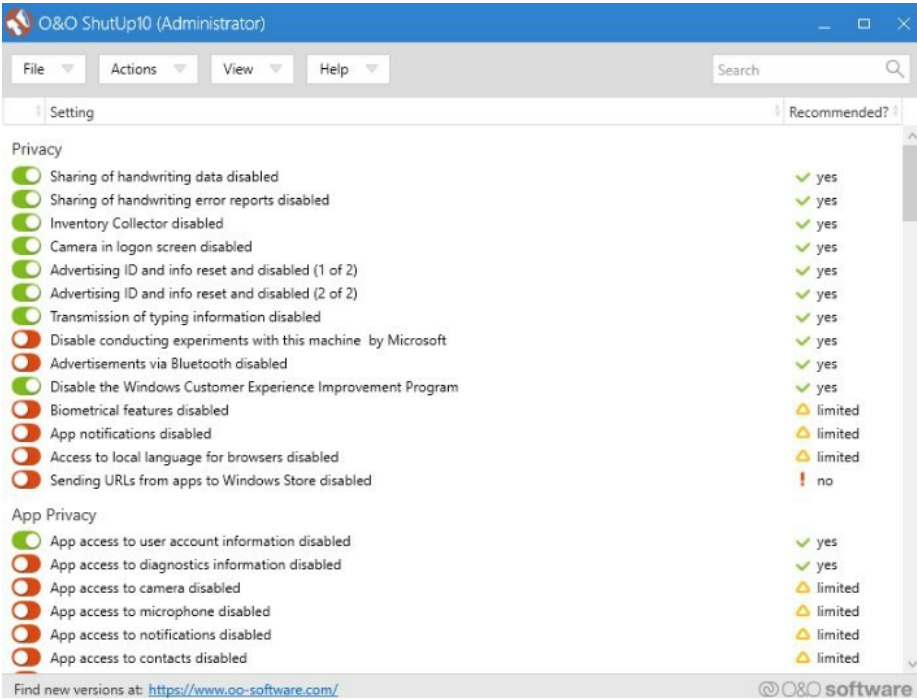 O&O ShutUp10 (Administrator)
File Actions View Help Search
Setting Recommended?
Privacy
Sharing of handwriting data disabled yes
Sharing of handwriting error reports disabled yes
Inventory Collector disabled yes
Camera in logon screen disabled yes
Advertising ID and info reset and disabled (1 of 2) yes
Advertising ID and info reset and disabled (2 of 2) yes
Transmission of typing information disabled yes
Disable conducting experiments with this machine by Microsoft yes
Advertisements via Bluetooth disabled yes
Disable the Windows Customer Experience Improvement Program yes
Biometrical features disabled limited
App notifications disabled limited
Access to local language for browsers disabled limited
Sending URLs from apps to Windows Store disabled no
App Privacy
App access to user account information disabled yes
App access to diagnostics information disabled yes
App access to camera disabled limited
App access to microphone disabled limited
App access to notifications disabled limited
App access to contacts disabled limited
Find new versions at: https://www.oo-software.com/ O&O software